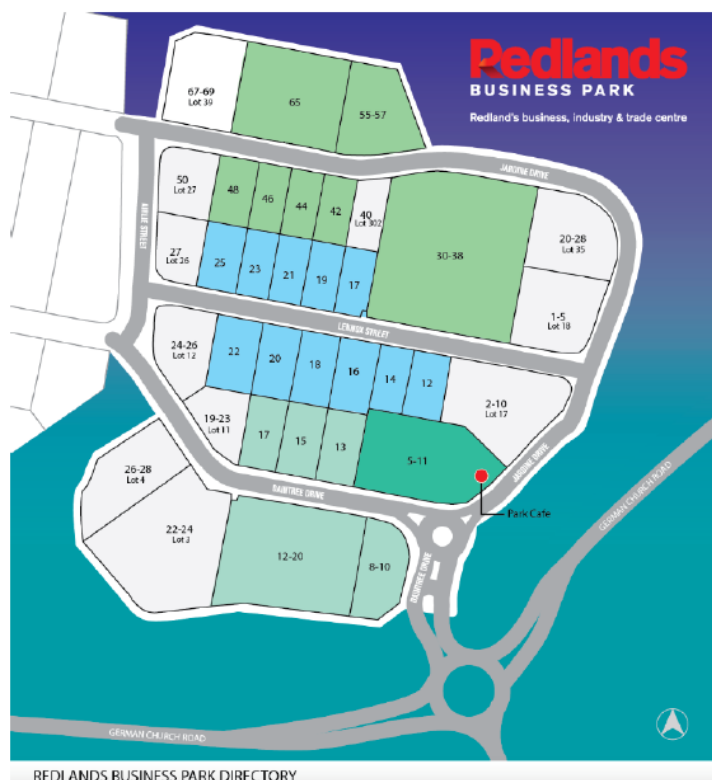 Redlands
BUSINESS PARK
Redland's business, industry & trade centre
67-69
Lot 39
65
55-57
JARDINE DRIVE
50
Lot 27
48
46
44
42
40
Lot 302
30-38
20-28
Lot 35
STREET
27
Lot 26
25
23
21
19
17
1-5
Lot 18
LENNOX STREET
24-26
Lot 12
22
20
18
16
14
12
2-10
Lot 17
19-23
Lot 11
17
15
13
5-11
JARDINE DRIVE
26-28
Lot 4
DAINTREE DRIVE
Park Cafe
GERMAN CHURCH ROAD
22-24
Lot 3
12-20
8-10
DAINTREE DRIVE
GERMAN CHURCH ROAD
REDLANDS BUSINESS PARK DIRECTORY